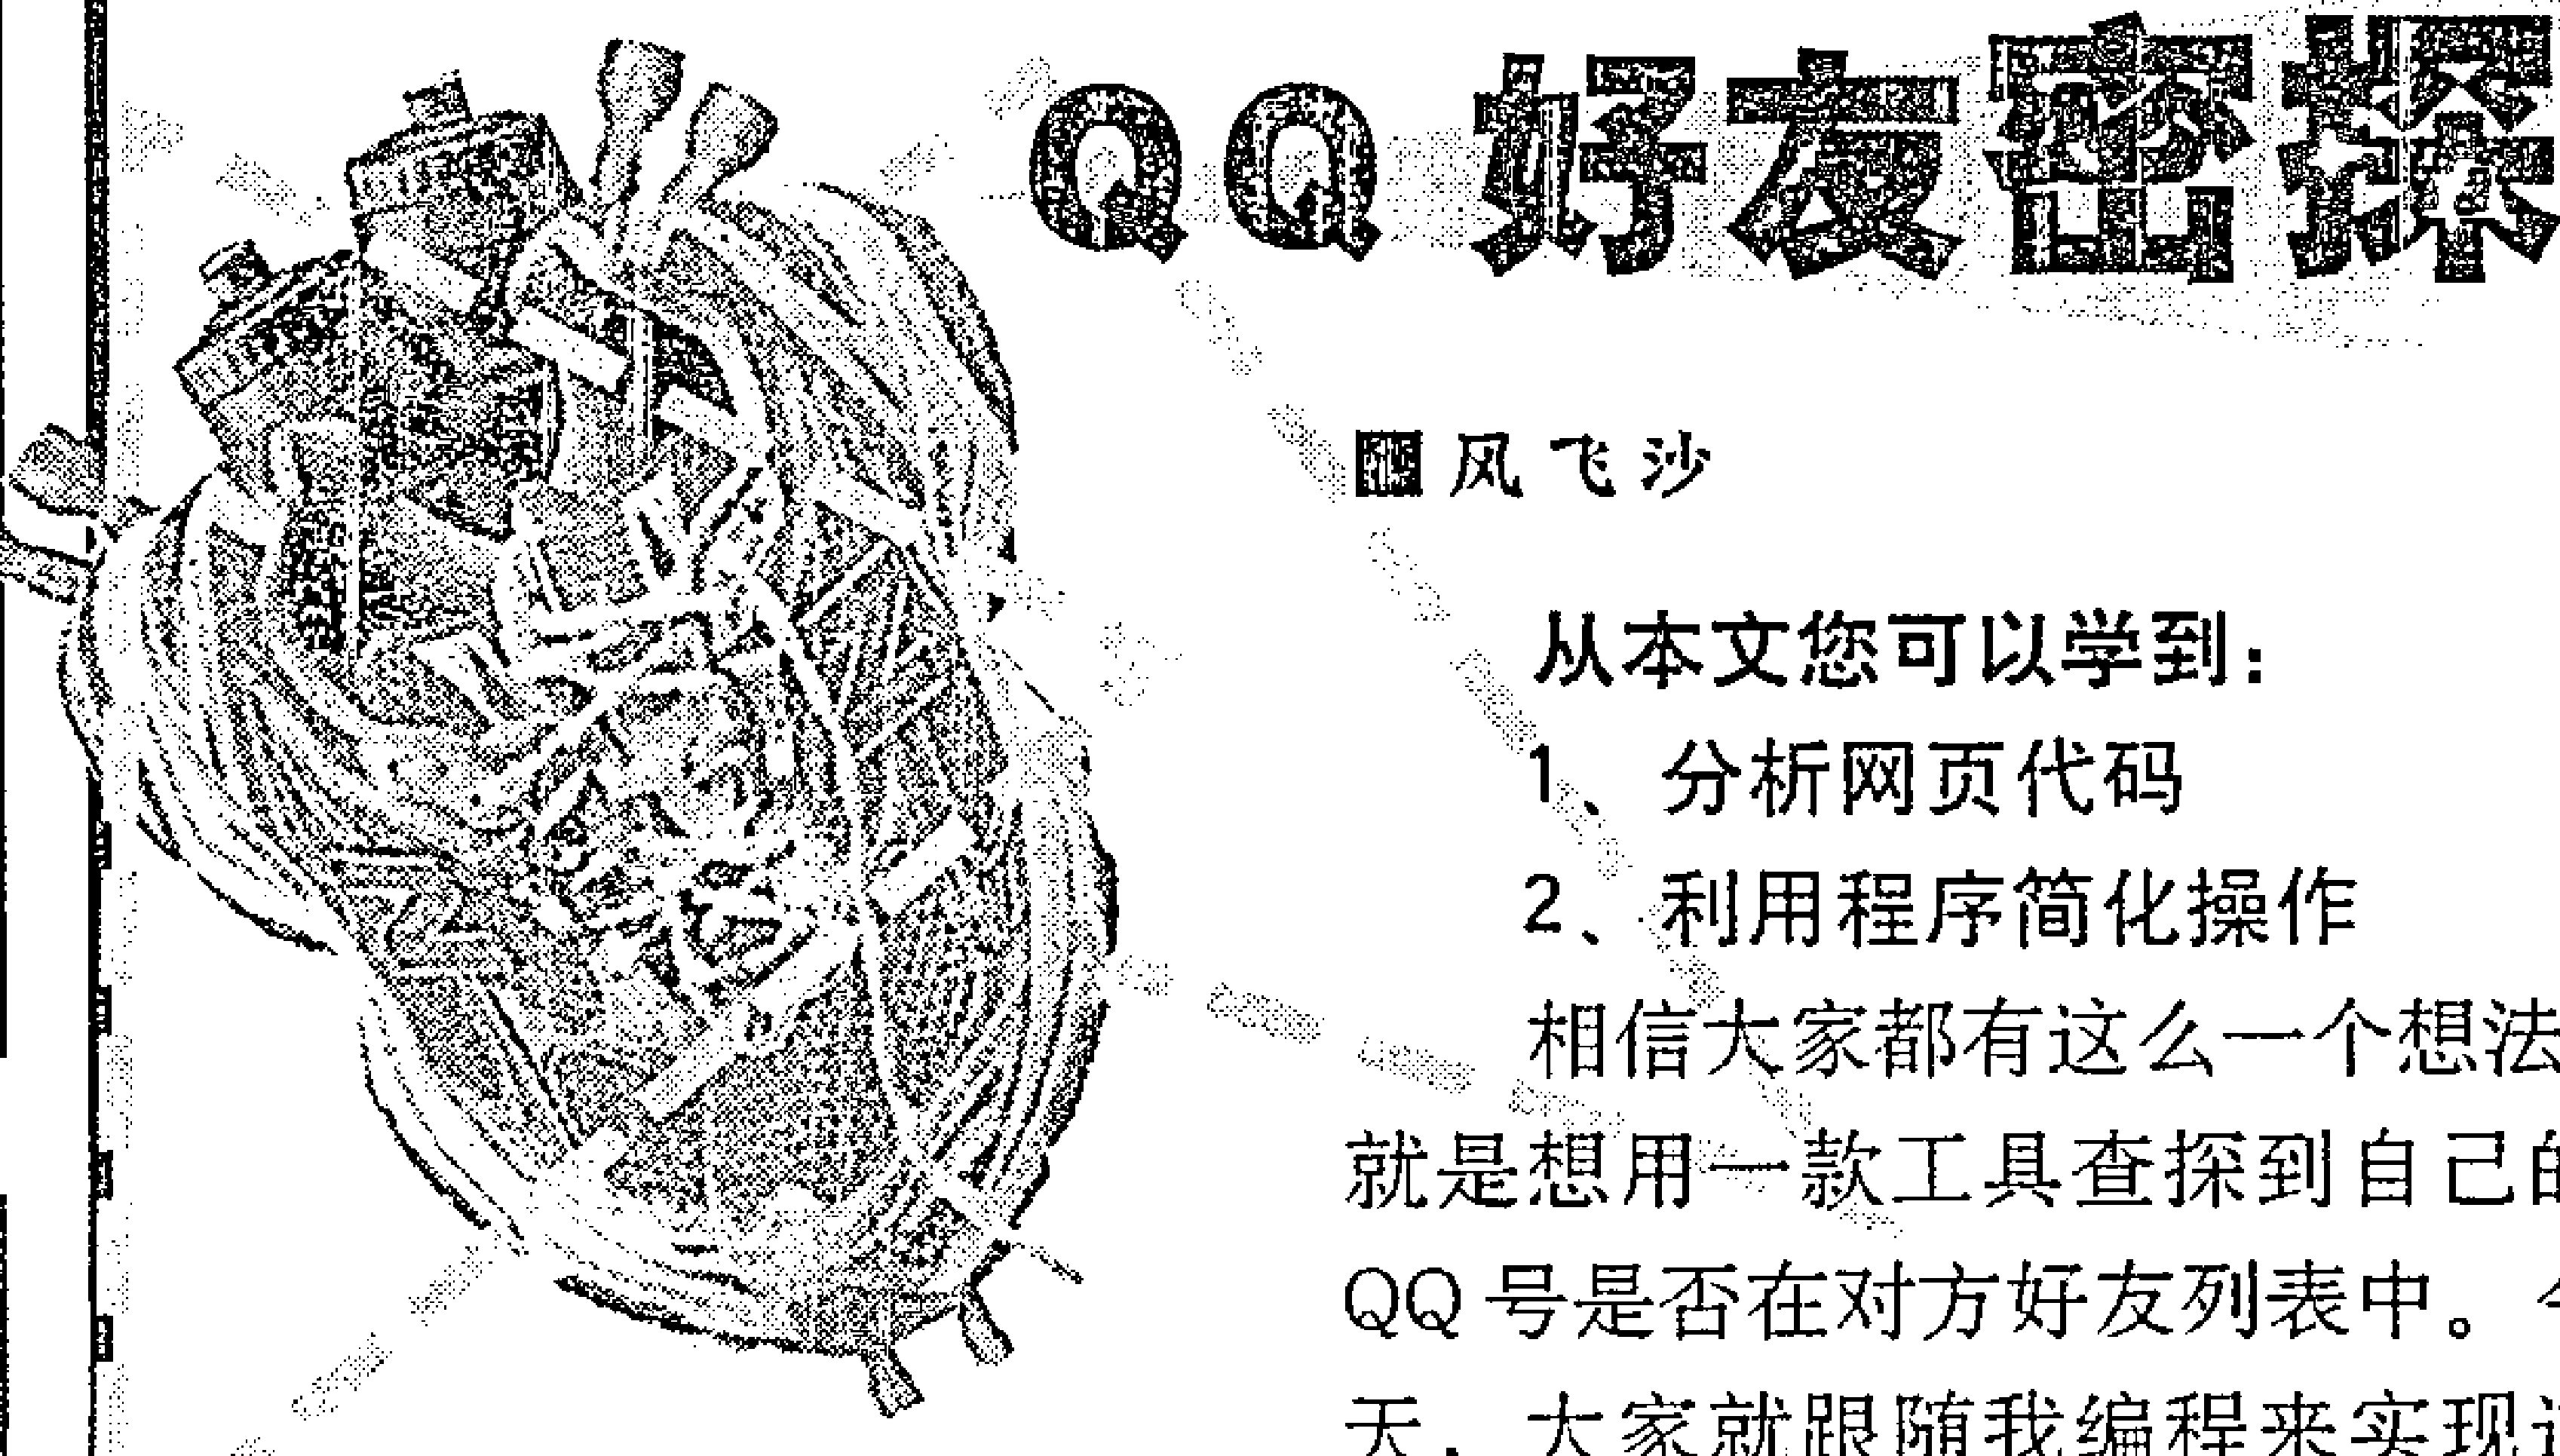 QQ 好友密探
风飞沙
从本文您可以学到：
1、分析网页代码
2、利用程序简化操作
相信大家都有这么一个想法
就是想用一款工具查探到自己的
QQ 号是否在对方好友列表中。今
天，大家就跟随我编程来实现